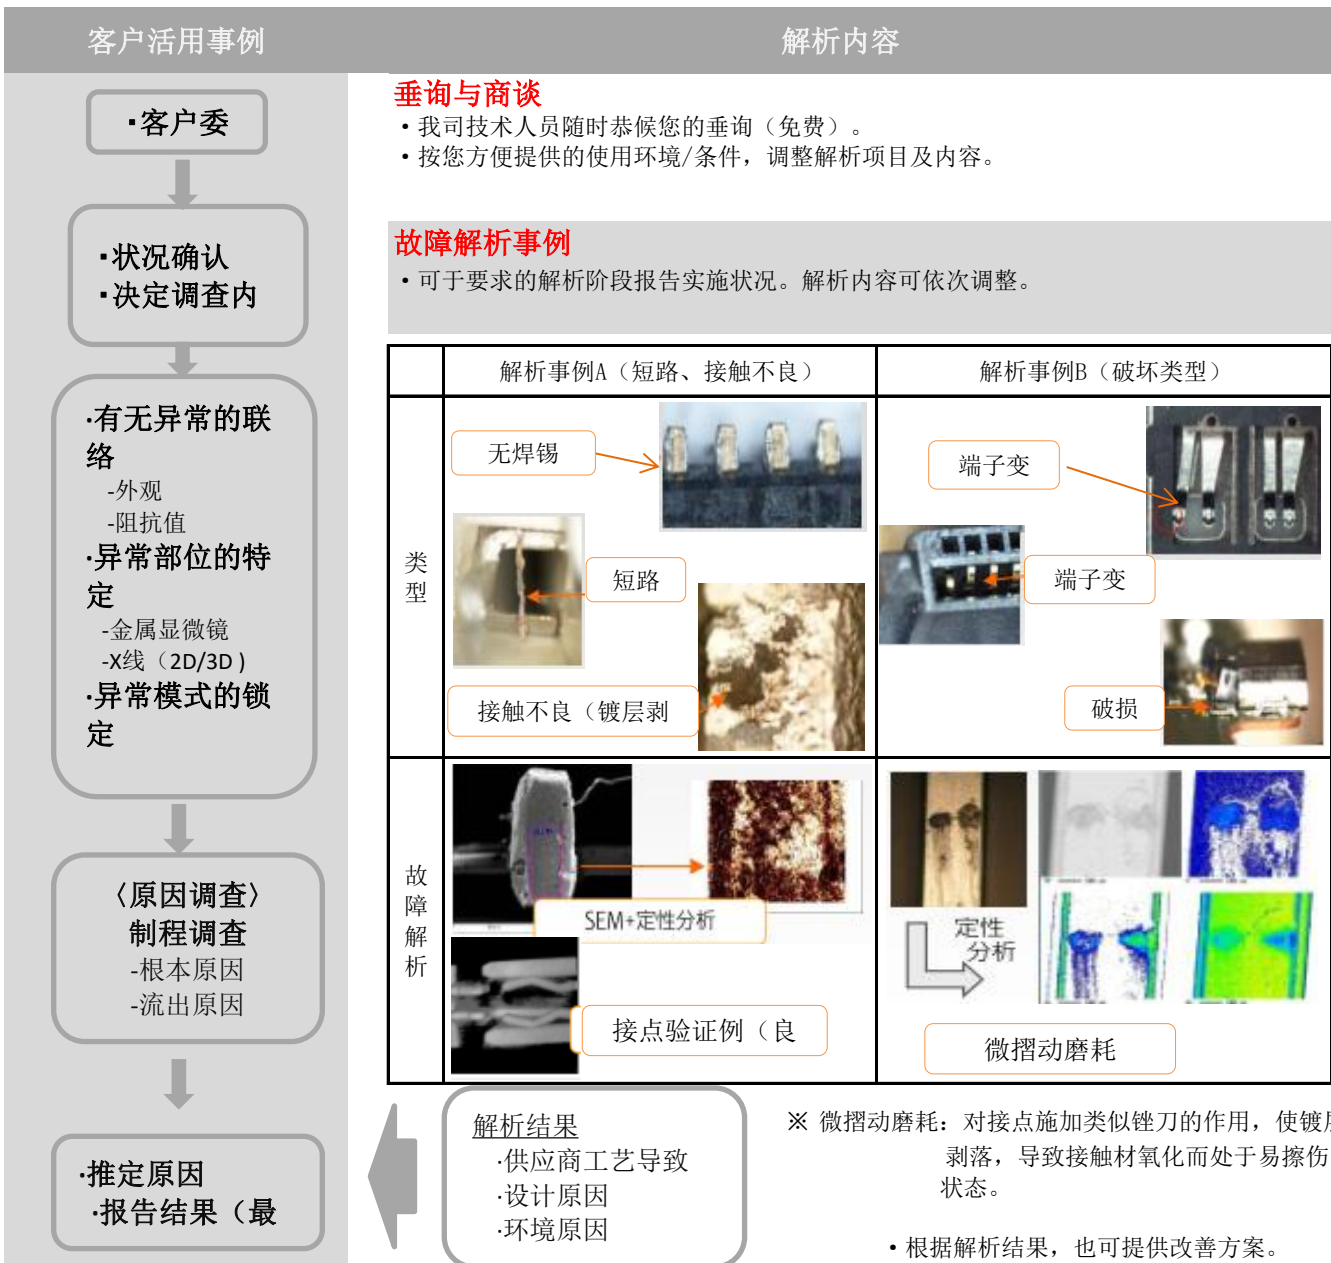 客户活用事例
解析内容
▪客户委
▪状况确认
▪决定调查内
·有无异常的联
络
-外观
-阻抗值
·异常部位的特
定
-金属显微镜
-X线（2D/3D )
·异常模式的锁
定
〈原因调查〉
制程调查
-根本原因
-流出原因
·推定原因
·报告结果（最
垂询与商谈
・我司技术人员随时恭候您的垂询（免费）。
・按您方便提供的使用环境/条件，调整解析项目及内容。
故障解析事例
・可于要求的解析阶段报告实施状况。解析内容可依次调整。
解析事例A（短路、接触不良）
解析事例B（破坏类型）
类
型
无焊锡
短路
接触不良（镀层剥
端子变
端子变
破损
故
障
解
析
SEM+定性分析
接点验证例（良
定性
分析
微摺动磨耗
解析结果
·供应商工艺导致
·设计原因
·环境原因
※ 微摺动磨耗：对接点施加类似锉刀的作用，使镀层
剥落，导致接触材氧化而处于易擦伤
状态。
・根据解析结果，也可提供改善方案。